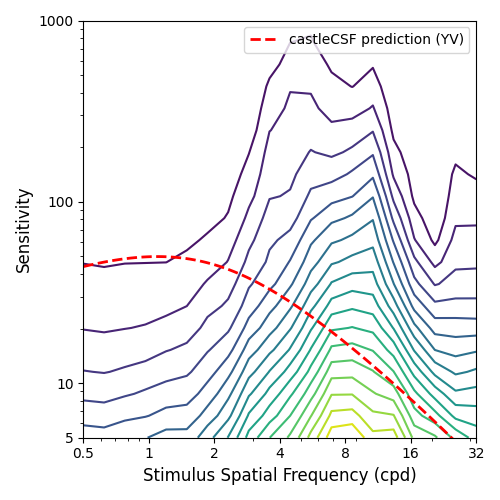 1000
castleCSF prediction (YV)
Sensitivity
100
10
5
0.5 1 2 4 8 16 32
Stimulus Spatial Frequency (cpd)